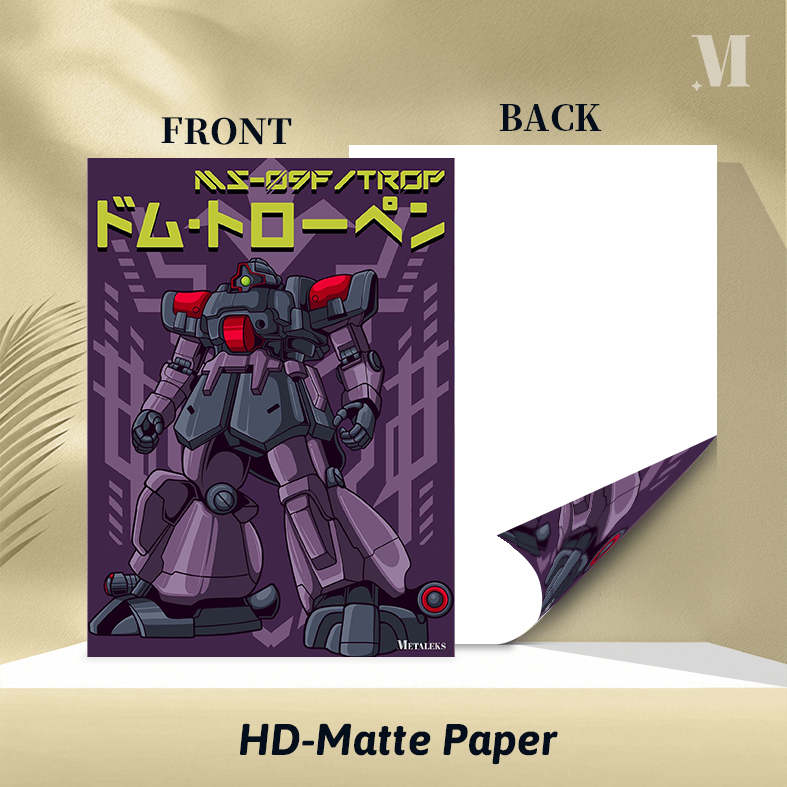 M
FRONT
BACK
MS-09F/TROP
ドム・トローペン
METALEKS
HD-Matte Paper